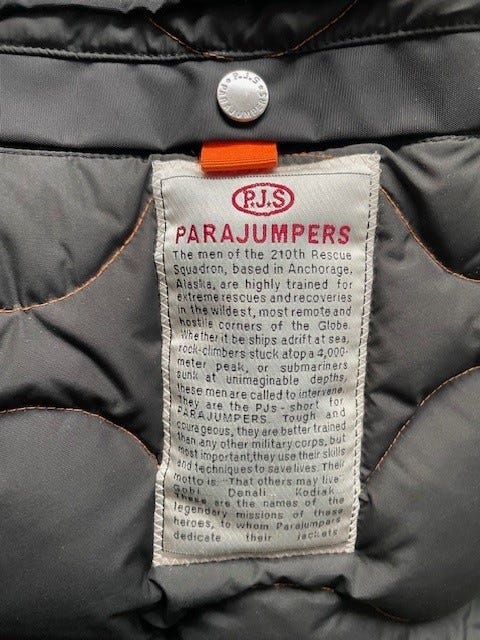 P.J.S
PARAJUMPERS
P.J.S
PARAJUMPERS
The men of the 210th Rescue
Squadron, based in Anchorage,
Alaska, are highly trained for
extreme rescues and recoveries
in the wildest, most remote and
hostile corners of the Globe.
Whether it be ships adrift at sea,
rock-climbers stuck atop a 4,000-
meter peak, or submariners
sunk at unimeginable depths,
these men are called to intervene.
They are the PJs - short for
PARAJUMPERS. Tough and
courageous, they are better trained
than any other military corps, but
most important,they use their skills
and techniques to save lives. Their
motto is: "That others may live
Gobi Denali Kodiak.
These are the names of the
legendary missions of these
heroes, to whom Parajumpers
dedicate their jackets